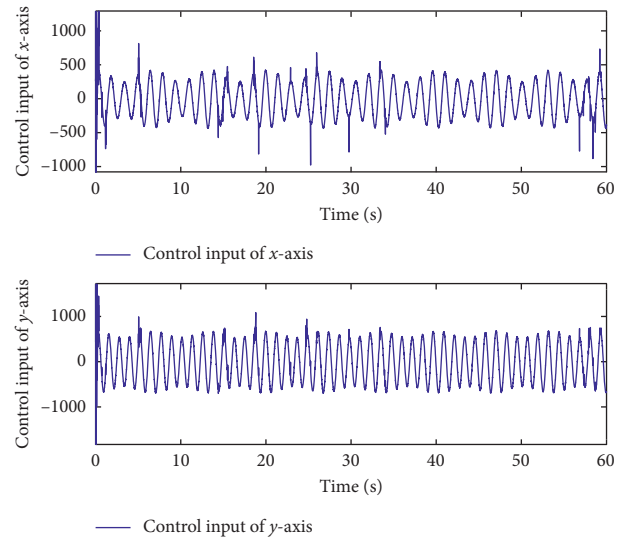 Control input of x-axis
1000
500
0
−500
−1000
0 10 20 30 40 50 60
Time (s)
Control input of x-axis
Control input of y-axis
1000
0
−1000
0 10 20 30 40 50 60
Time (s)
Control input of y-axis